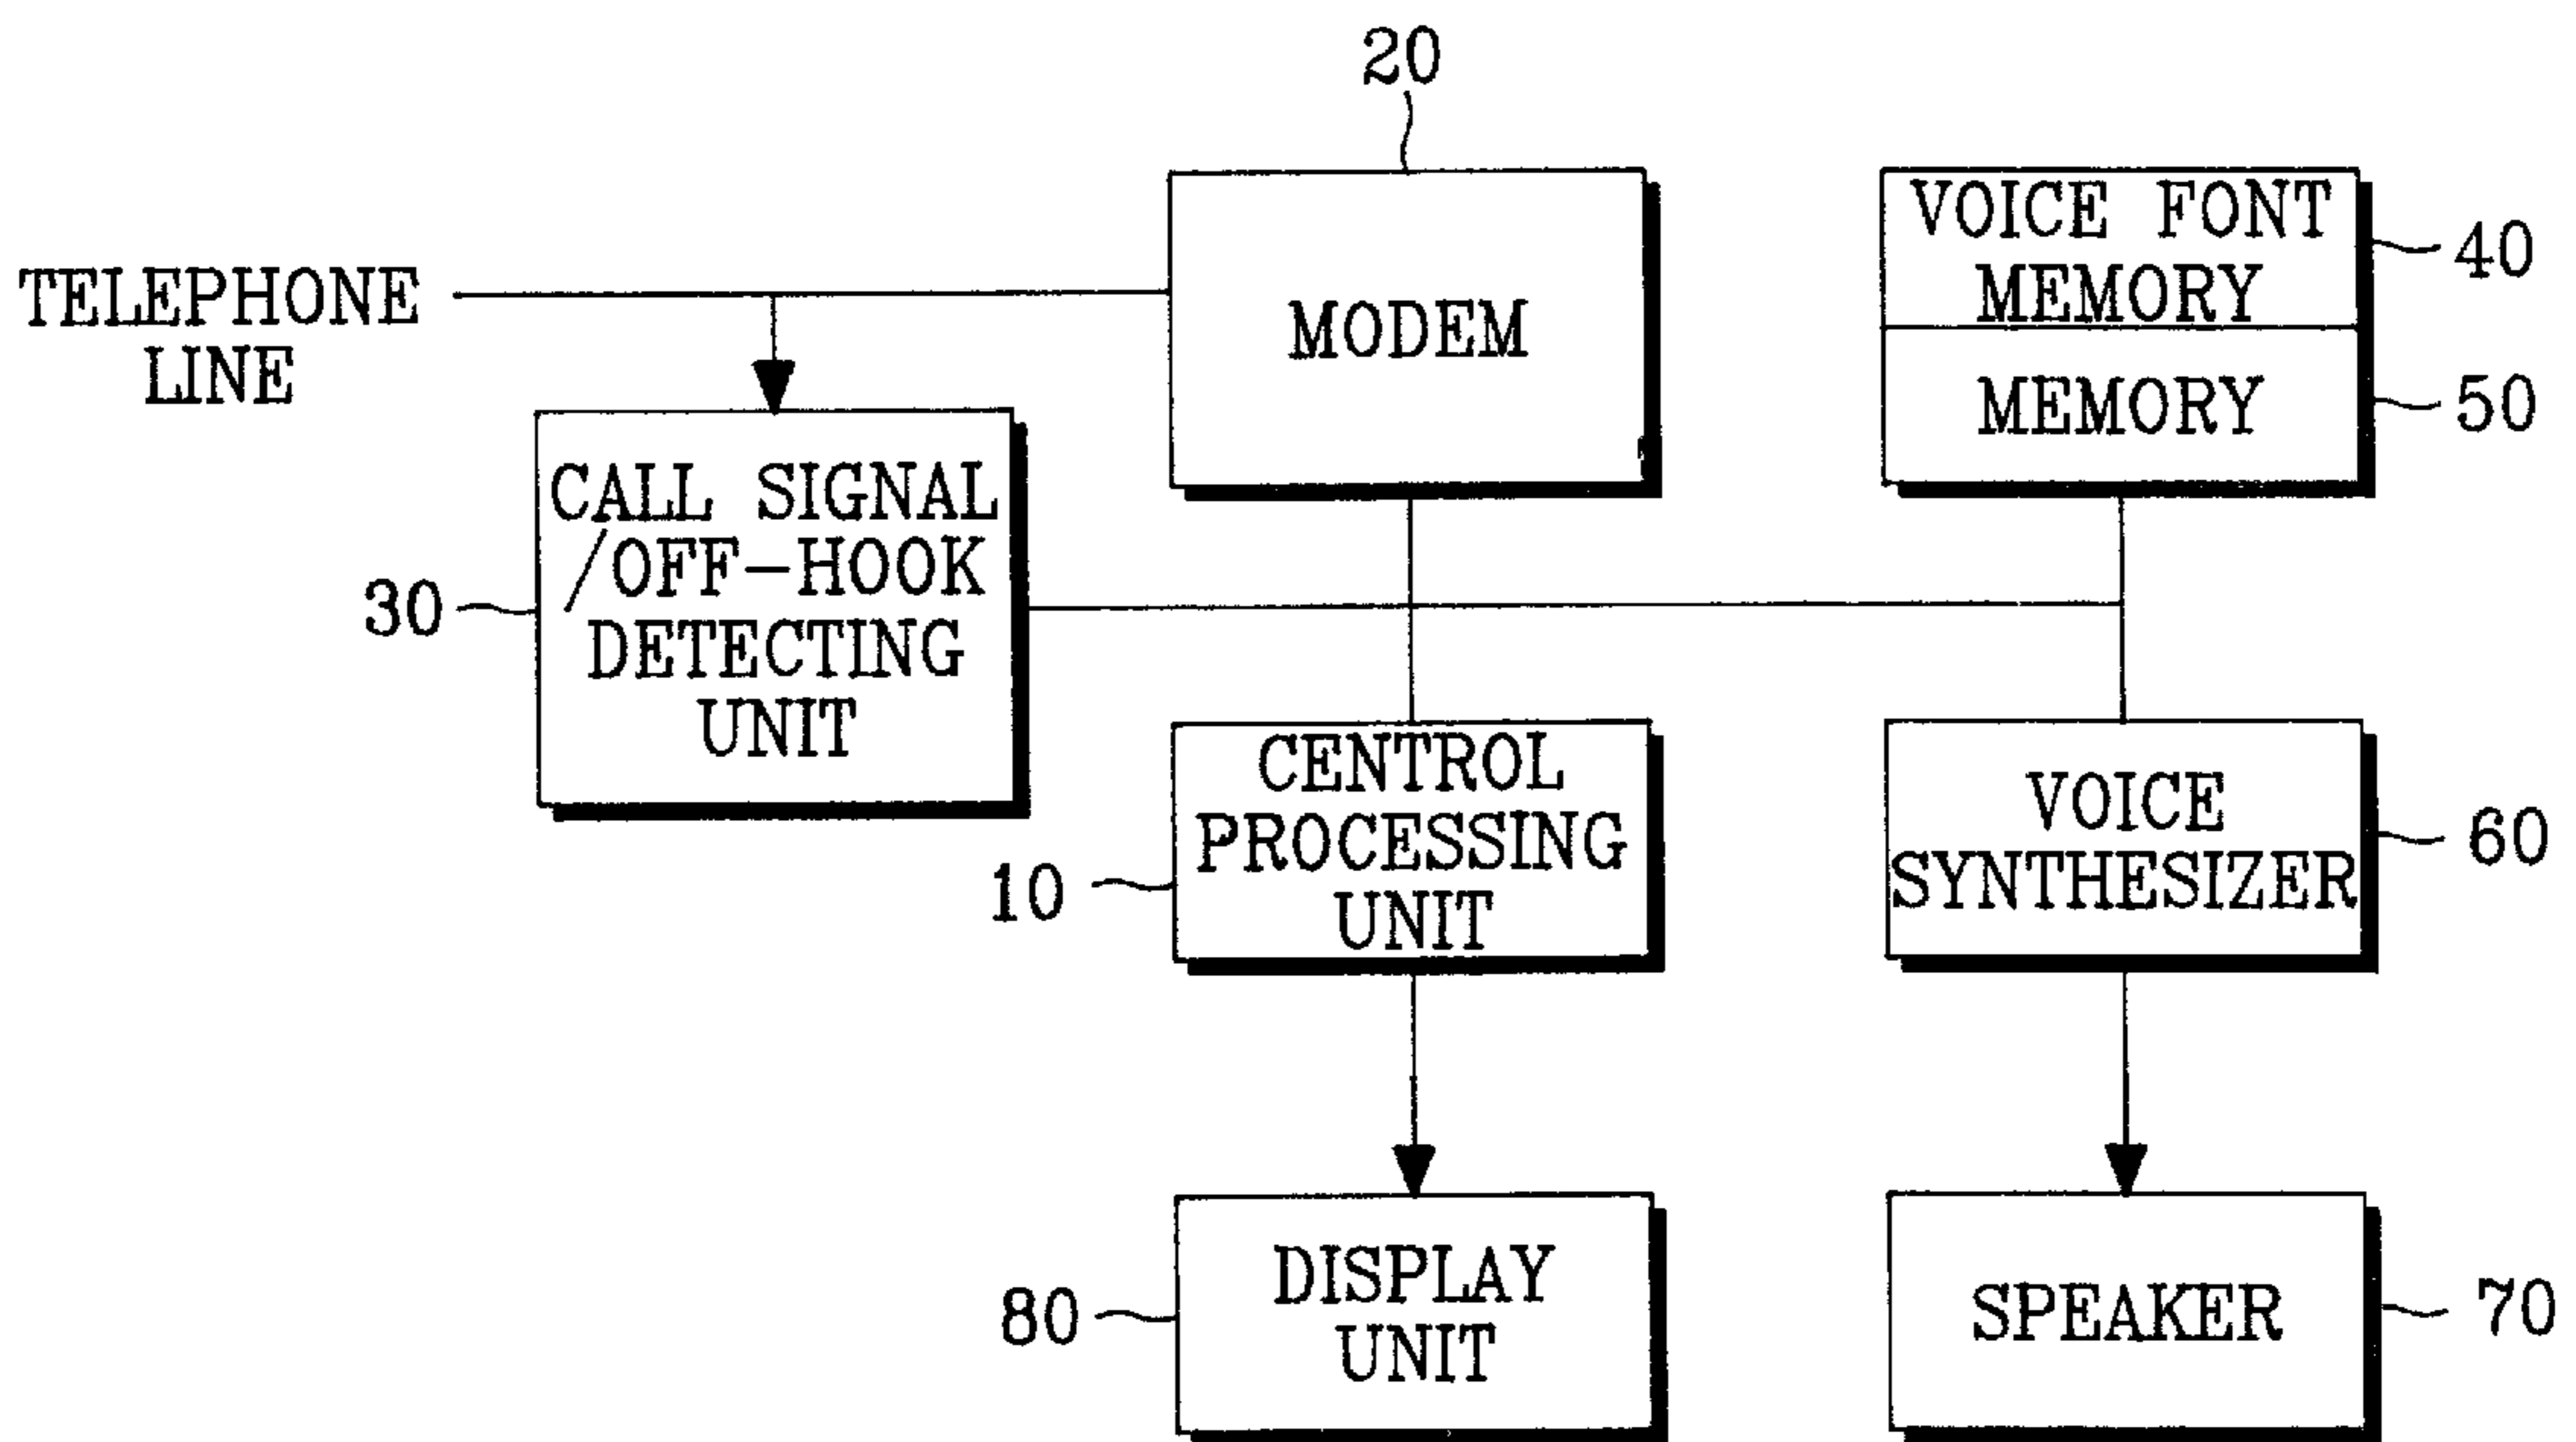 20
VOICE FONT
MEMORY
40
TELEPHONE
LINE
MODEM
MEMORY
50
CALL SIGNAL
/OFF-HOOK
DETECTING
UNIT
30
CENTROL
PROCESSING
UNIT
10
VOICE
SYNTHESIZER
60
DISPLAY
UNIT
80
SPEAKER
70